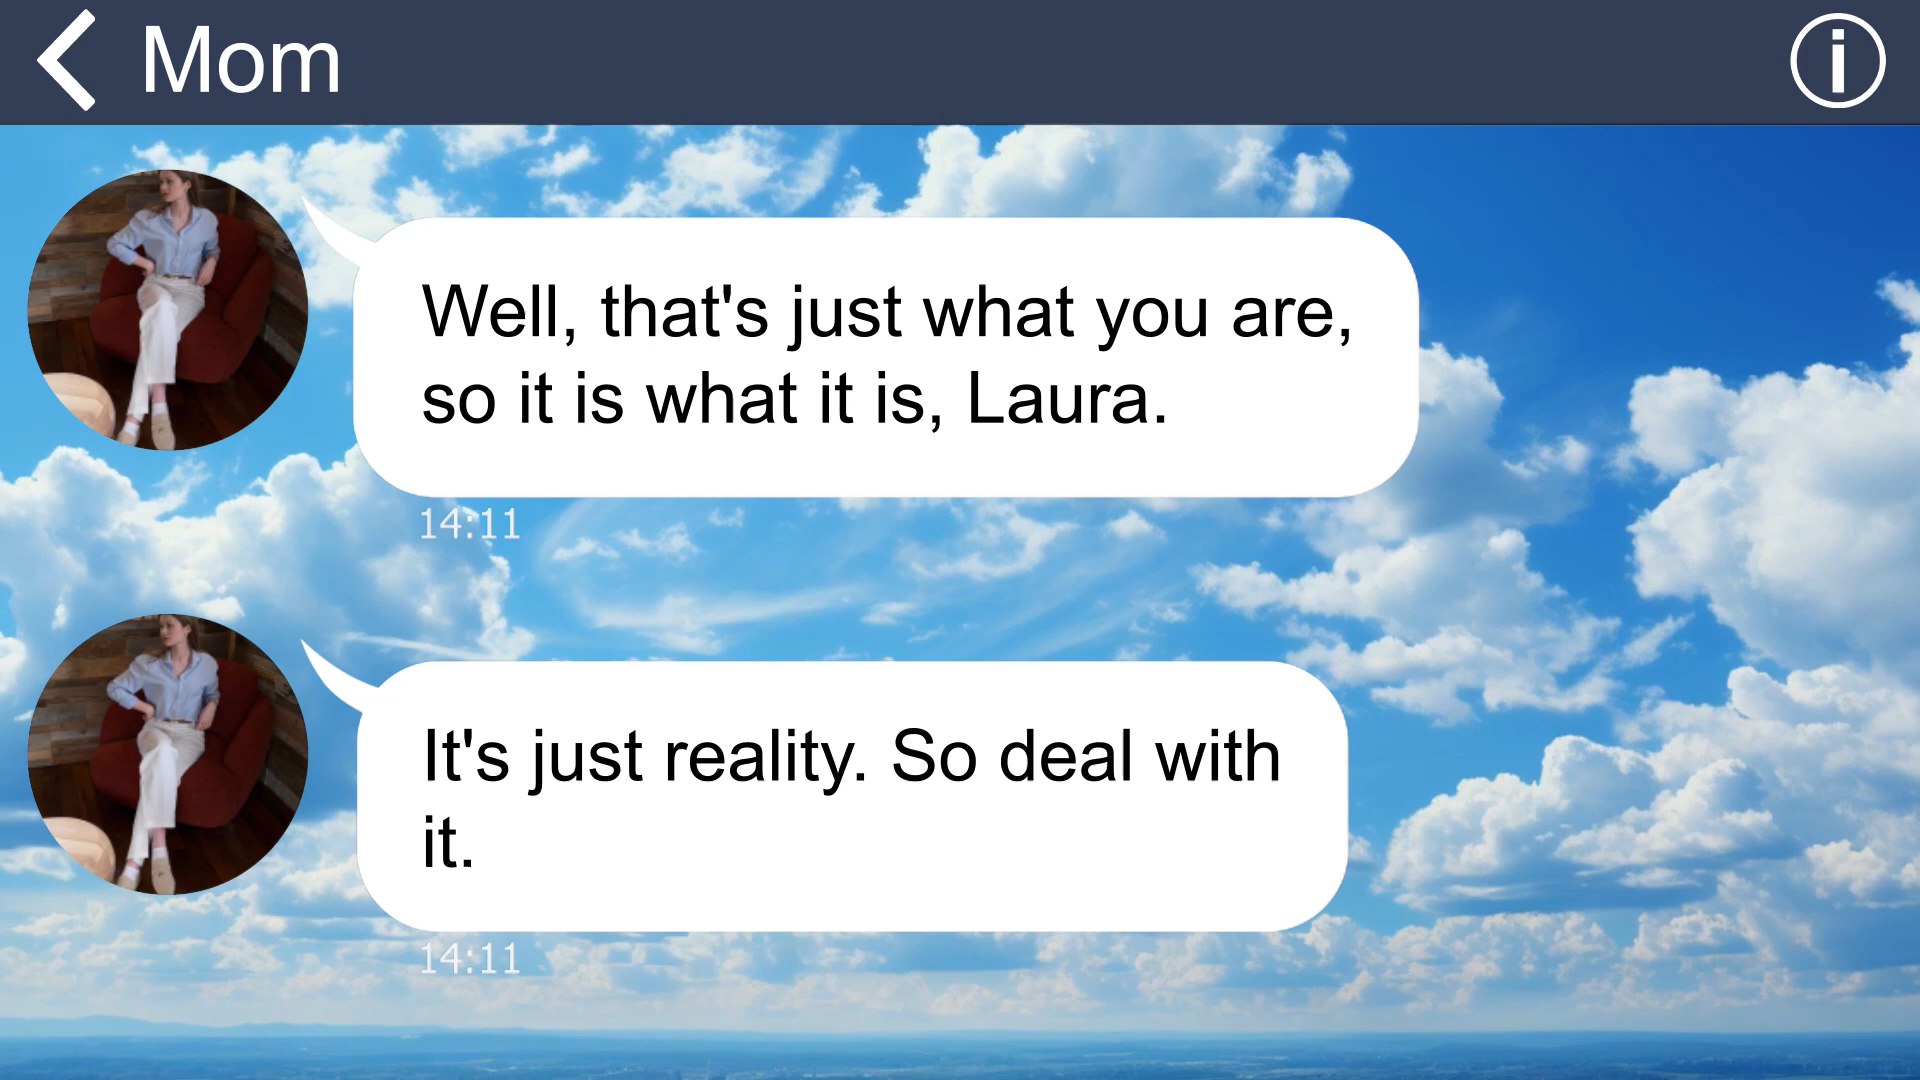 Mom
Well, that's just what you are,
so it is what it is, Laura.
14:11
It's just reality. So deal with
it.
14:11